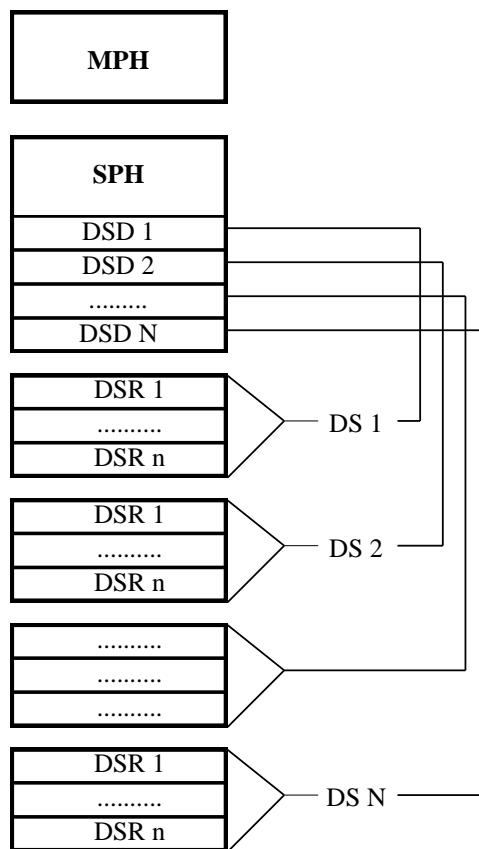 MPH
SPH
DSD 1
DSD 2
.........
DSD N
DSR 1
..........
DSR n
DS 1
DSR 1
..........
DSR n
DS 2
..........
..........
..........
DSR 1
..........
DSR n
DS N